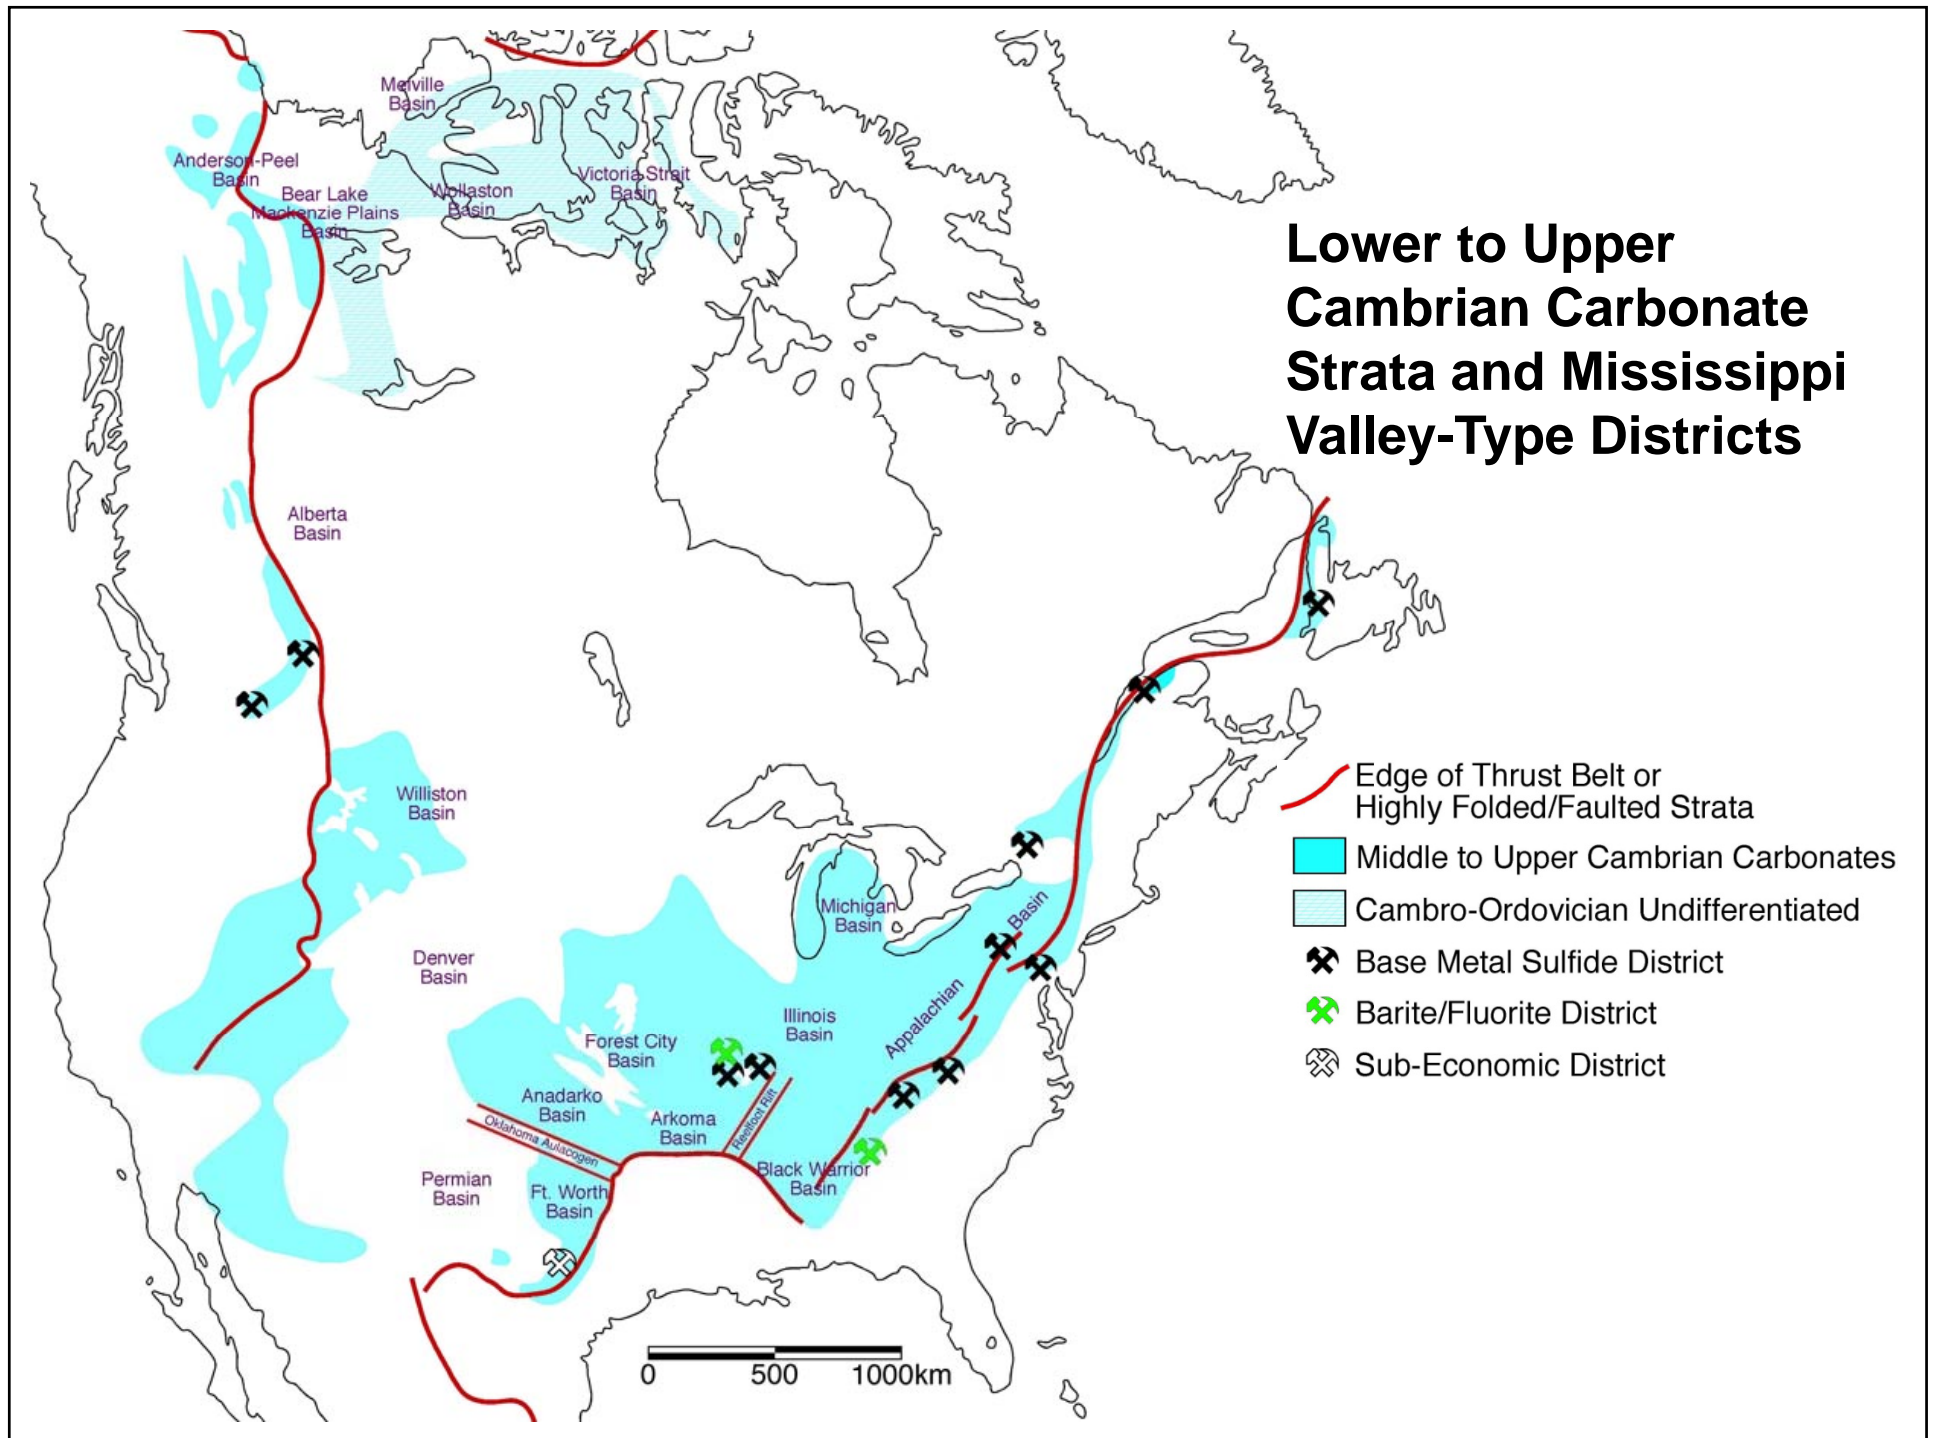 Melville
Basin
Anderson-Peel
Basin
Bear Lake
Mackenzie Plains
Basin
Wollaston
Basin
Victoria Strait
Basin
Lower to Upper
Cambrian Carbonate
Strata and Mississippi
Valley-Type Districts
Alberta
Basin
Williston
Basin
Edge of Thrust Belt or
Highly Folded/Faulted Strata
Middle to Upper Cambrian Carbonates
Cambro-Ordovician Undifferentiated
Base Metal Sulfide District
Barite/Fluorite District
Sub-Economic District
Michigan
Basin
Appalachian Basin
Denver
Basin
Illinois
Basin
Forest City
Basin
Anadarko
Basin
Oklahoma Aulacogen
Arkoma
Basin
Reelfoot Rift
Black Warrior
Basin
Permian
Basin
Ft. Worth
Basin
0 500 1000km